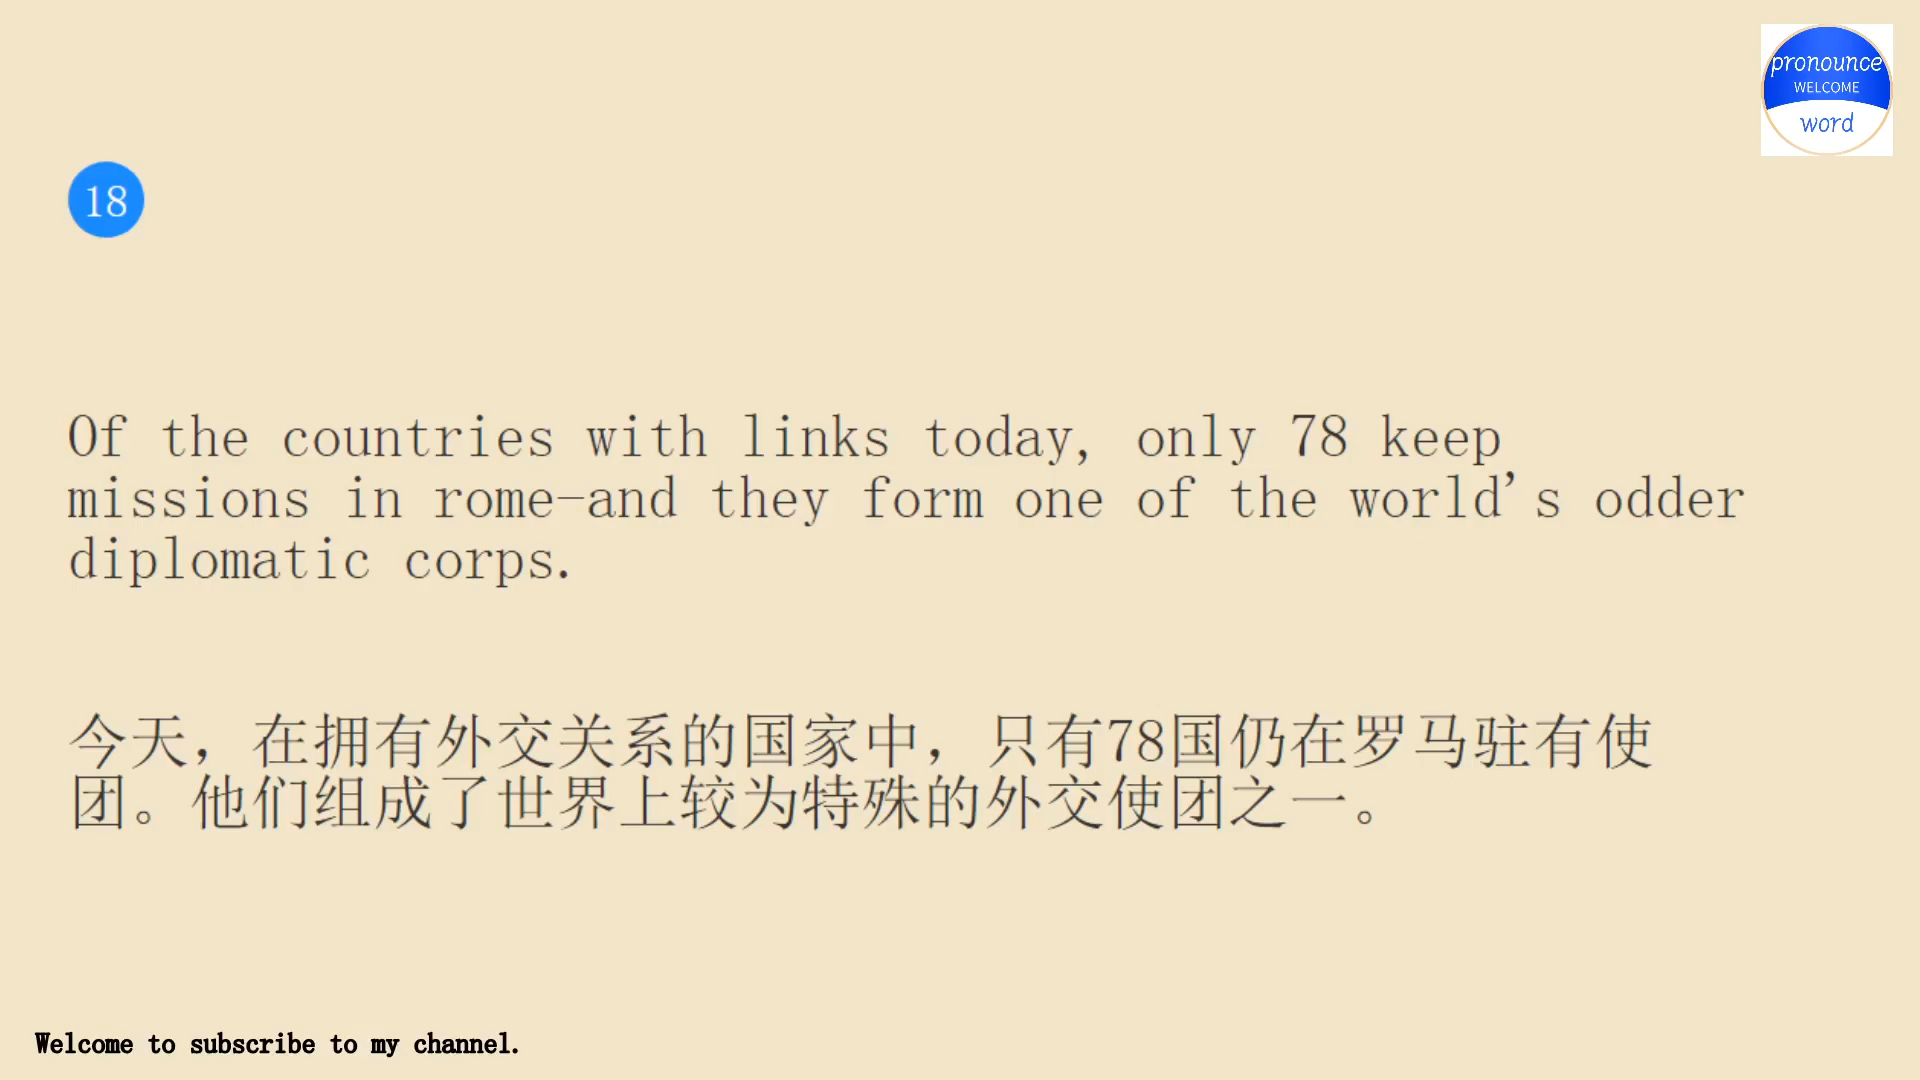 pronounce
WELCOME
word
18
Of the countries with links today, only 78 keep
missions in rome-and they form one of the world's odder
diplomatic corps.
今天，在拥有外交关系的国家中，只有78国仍在罗马驻有使
团。他们组成了世界上较为特殊的外交使团之一。
Welcome to subscribe to my channel.